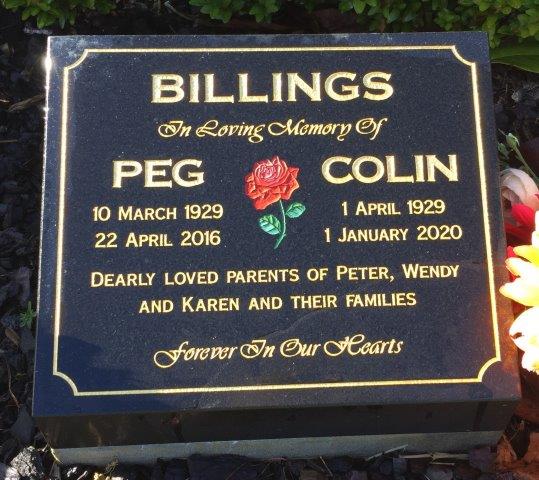 BILLINGS
In Loving Memory Of
PEG COLIN
10 March 1929 1 April 1929
22 April 2016 1 January 2020
Dearly loved parents of Peter, Wendy
and Karen and their families
Forever In Our Hearts